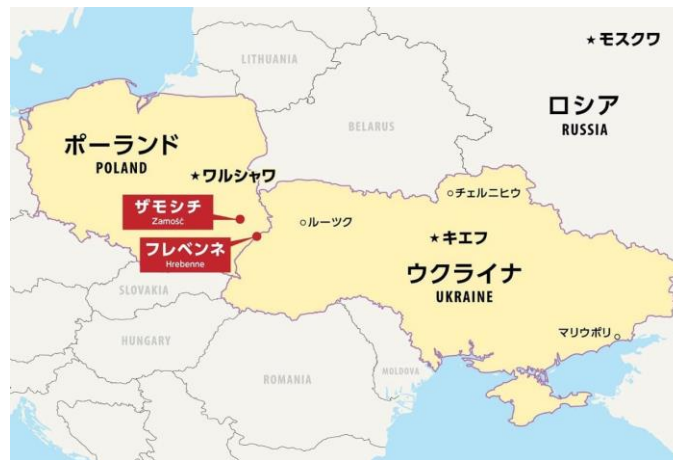 ★モスクワ
LITHUANIA
ロシア
RUSSIA
BELARUS
ポーランド
POLAND
★ワルシャワ
ザモシチ
Zamość
フレベンネ
Hrebenne
○ルーツク
○チェルニヒウ
★キエフ
ウクライナ
UKRAINE
SLOVAKIA
HUNGARY
マリウポリ
ROMANIA
MOLDOVA